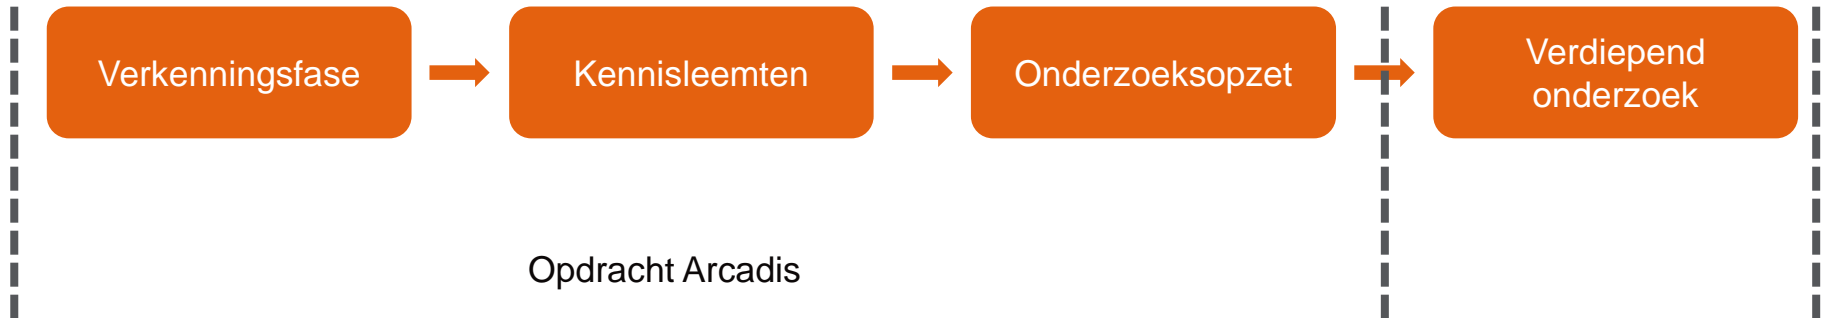 Verkenningsfase
Kennisleemten
Onderzoeksopzet
Verdiepend
onderzoek
Opdracht Arcadis